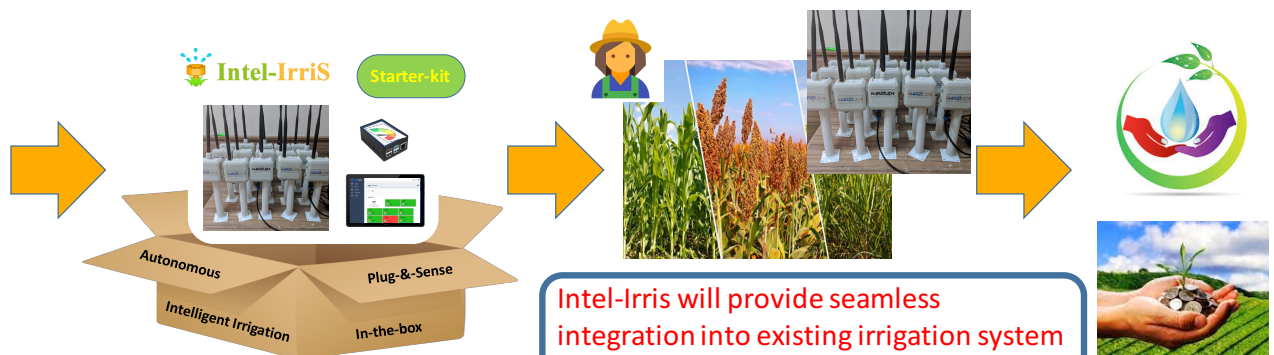 Intel-IrriS
Starter-kit
Autonomous
Plug-&-Sense
Intelligent Irrigation
In-the-box
Intel-Irris will provide seamless
integration into existing irrigation system